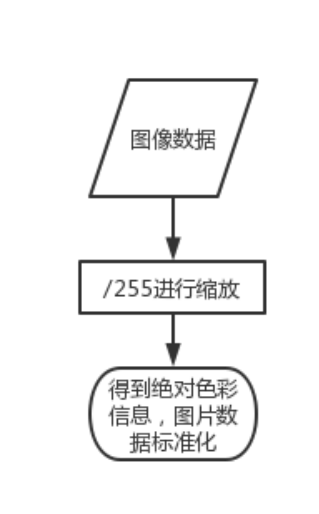 图像数据
/255进行缩放
得到绝对色彩
信息，图片数
据标准化